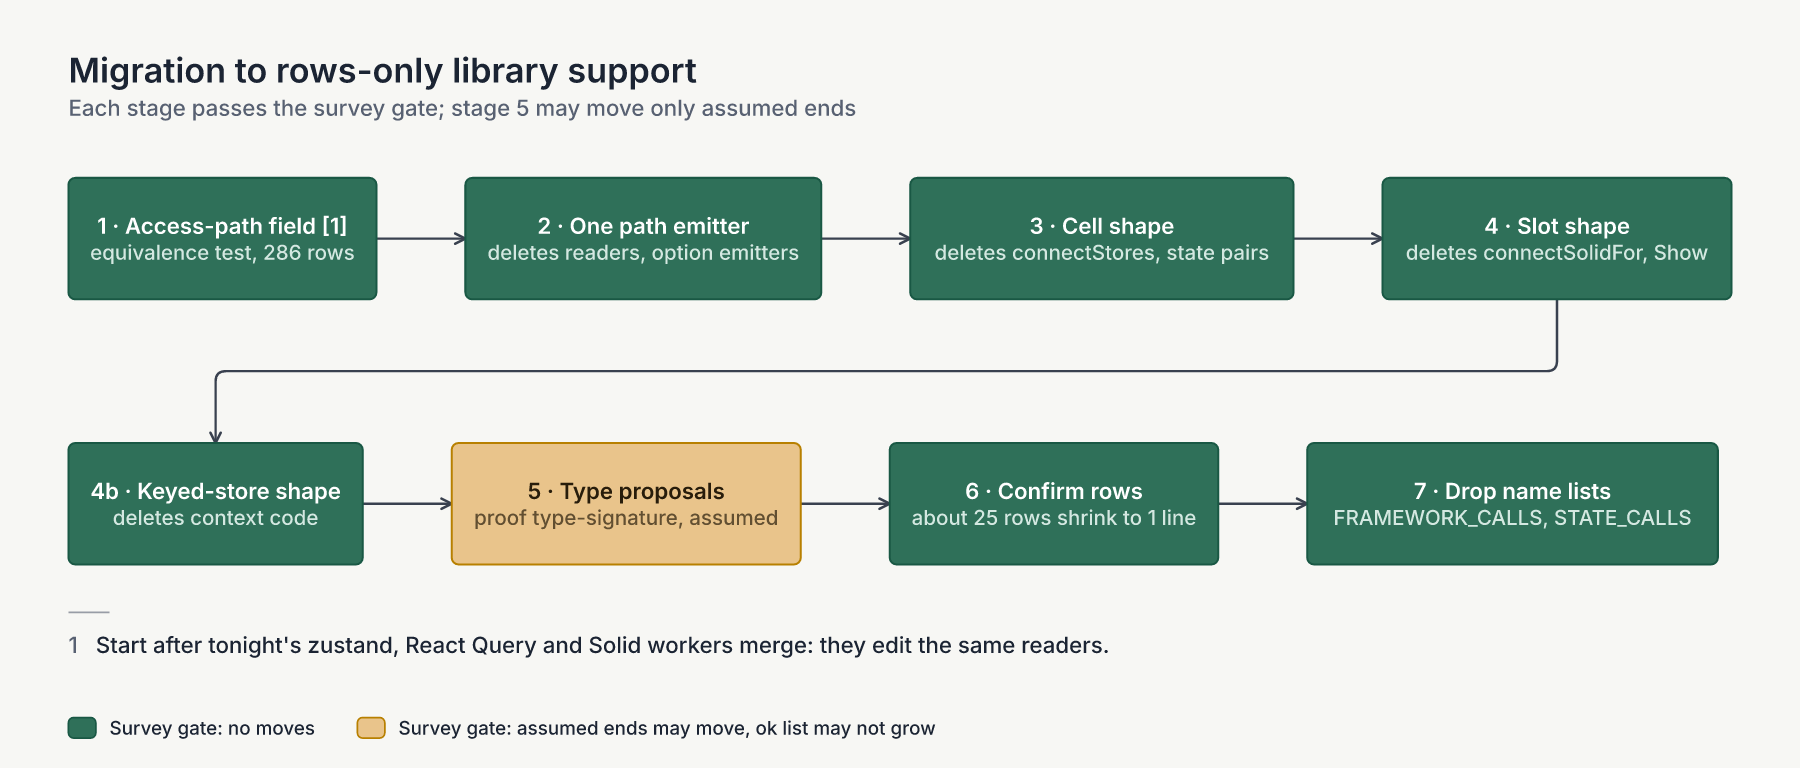 Migration to rows-only library support
Each stage passes the survey gate; stage 5 may move only assumed ends
1 · Access-path field [1]
equivalence test, 286 rows
2 · One path emitter
deletes readers, option emitters
3 · Cell shape
deletes connectStores, state pairs
4 · Slot shape
deletes connectSolidFor, Show
4b · Keyed-store shape
deletes context code
5 · Type proposals
proof type-signature, assumed
6 · Confirm rows
about 25 rows shrink to 1 line
7 · Drop name lists
FRAMEWORK_CALLS, STATE_CALLS
1 Start after tonight's zustand, React Query and Solid workers merge: they edit the same readers.
Survey gate: no moves
Survey gate: assumed ends may move, ok list may not grow